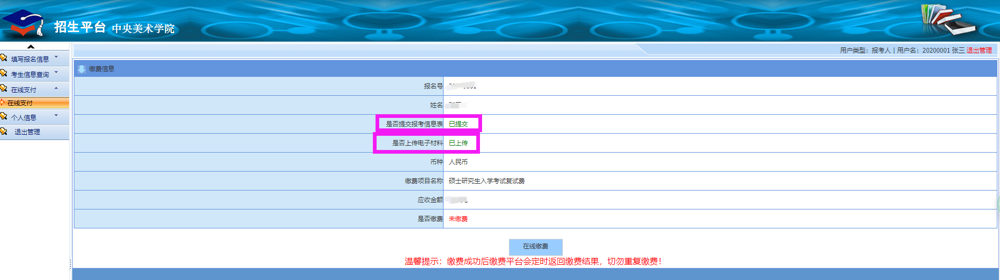 招生平台 中央美术学院
用户类型：报考人 | 用户名：20200001 张三 退出管理
填写报名信息
考生信息查询
在线支付
在线支付
个人信息
退出管理
缴费信息
报名号
姓名
是否提交报考信息表 已提交
是否上传电子材料 已上传
币种 人民币
缴费项目名称 硕士研究生入学考试复试费
应收金额
是否缴费 未缴费
在线缴费
温馨提示：缴费成功后缴费平台会定时返回缴费结果，切勿重复缴费！